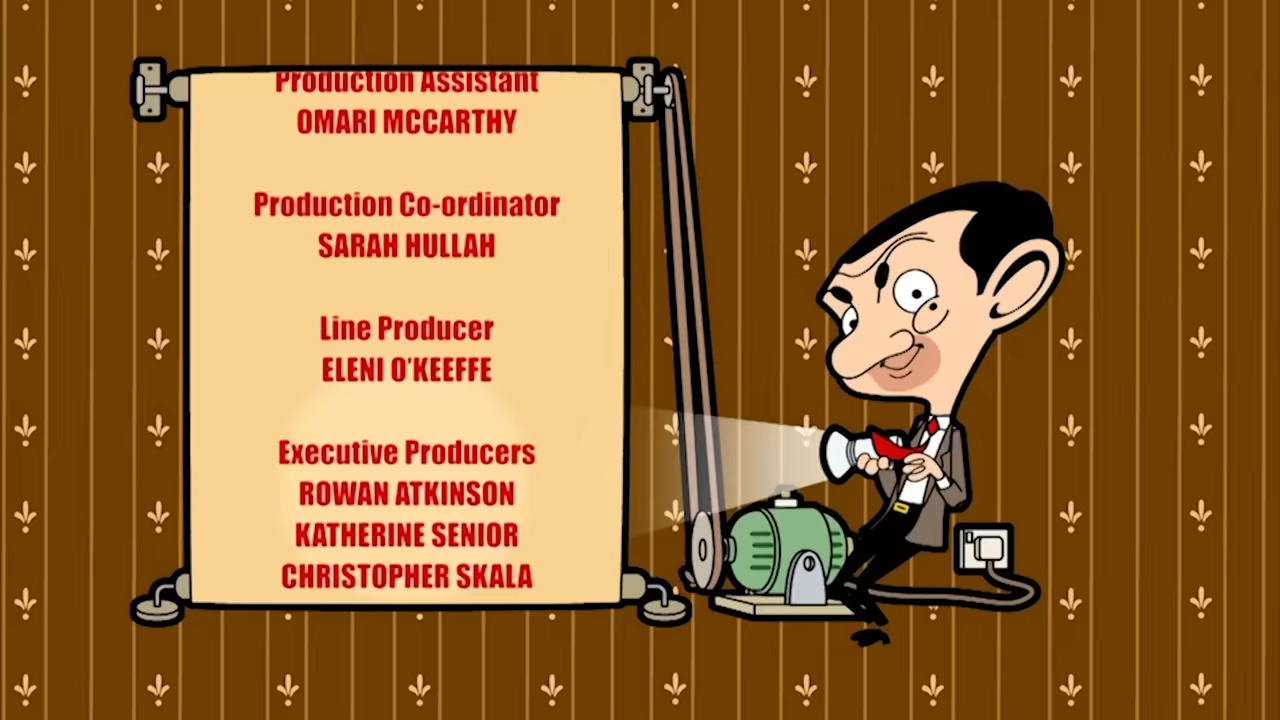 Production Assistant
OMARI MCCARTHY
Production Co-ordinator
SARAH HULLAH
Line Producer
ELENI O'KEEFFE
Executive Producers
ROWAN ATKINSON
KATHERINE SENIOR
CHRISTOPHER SKALA